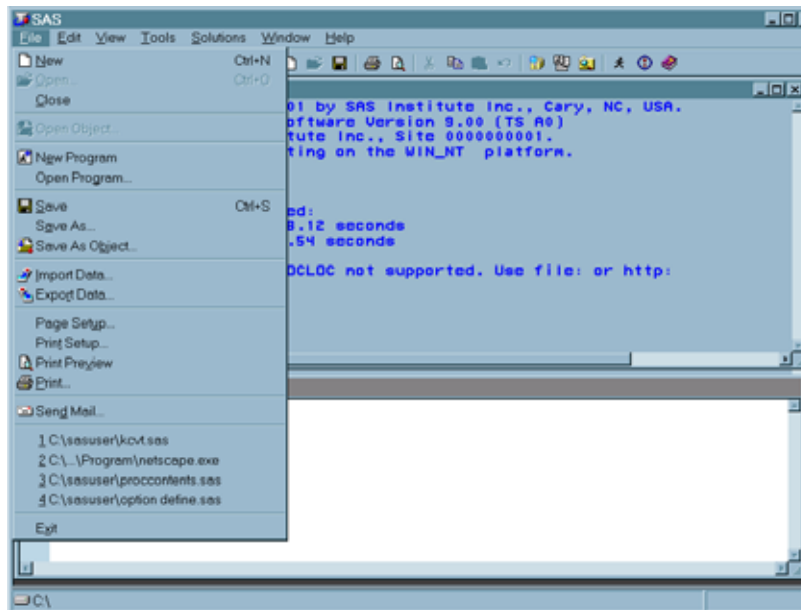 SAS
File Edit View Tools Solutions Window Help
New Ctrl+N
Open... Ctrl+O
Close
Open Object...
New Program
Open Program...
Save Ctrl+S
Save As...
Save As Object...
Import Data...
Export Data...
Page Setup...
Print Setup...
Print Preview
Print...
Send Mail...
1 C:\sasuser\kcvt.sas
2 C:\...\Program\netscape.exe
3 C:\sasuser\proccontents.sas
4 C:\sasuser\option define.sas
Exit
01 by SAS Institute Inc., Cary, NC, USA.
oftware Version 9.00 (TS A0)
tute Inc., Site 0000000001.
ting on the WIN_NT platform.
ed:
8.12 seconds
.54 seconds
OCLOC not supported. Use file: or http:
C:\